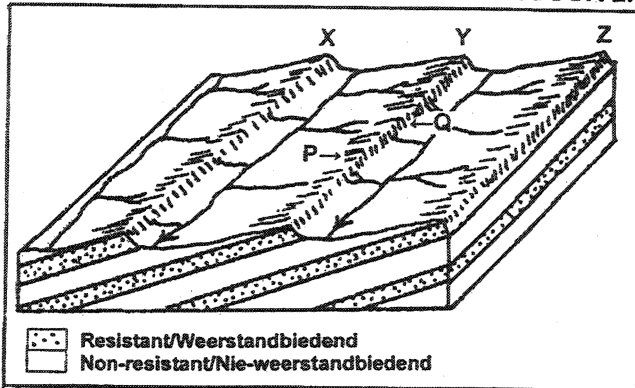 X Y Z
Q
P
Resistant/Weerstandbiedend
Non-resistant/Nie-weerstandbiedend